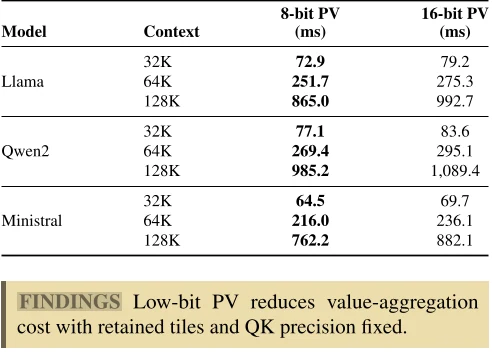 8-bit PV 16-bit PV
Model Context (ms) (ms)
32K 72.9 79.2
Llama 64K 251.7 275.3
128K 865.0 992.7
32K 77.1 83.6
Qwen2 64K 269.4 295.1
128K 985.2 1,089.4
32K 64.5 69.7
Ministral 64K 216.0 236.1
128K 762.2 882.1
FINDINGS Low-bit PV reduces value-aggregation
cost with retained tiles and QK precision fixed.